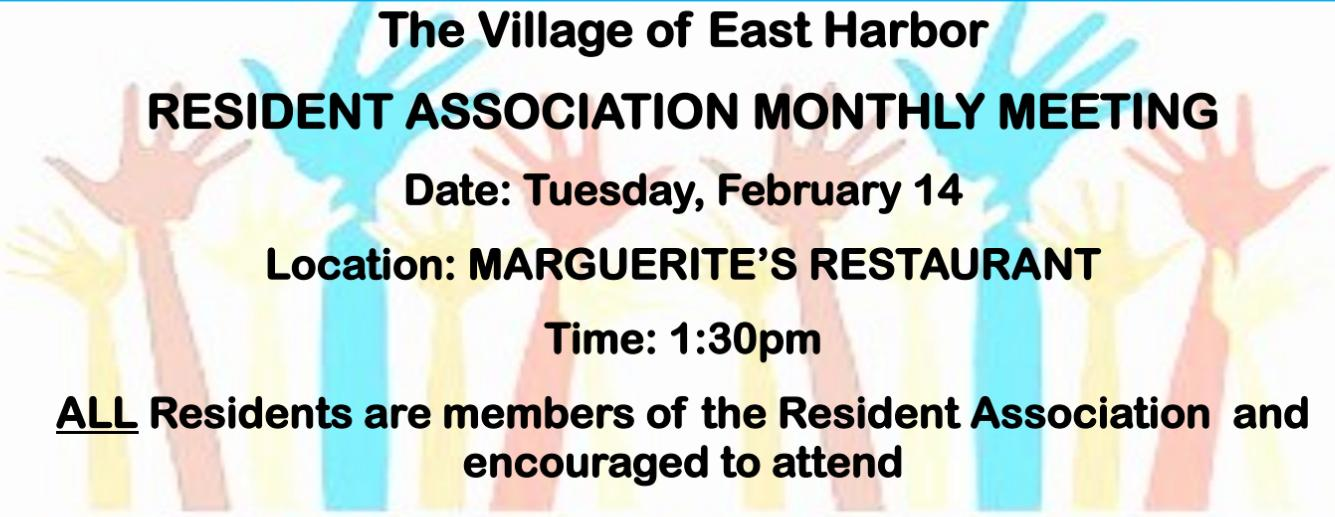 The Village of East Harbor
RESIDENT ASSOCIATION MONTHLY MEETING
Date: Tuesday, February 14
Location: MARGUERITE’S RESTAURANT
Time: 1:30pm
ALL Residents are members of the Resident Association  and
encouraged to attend